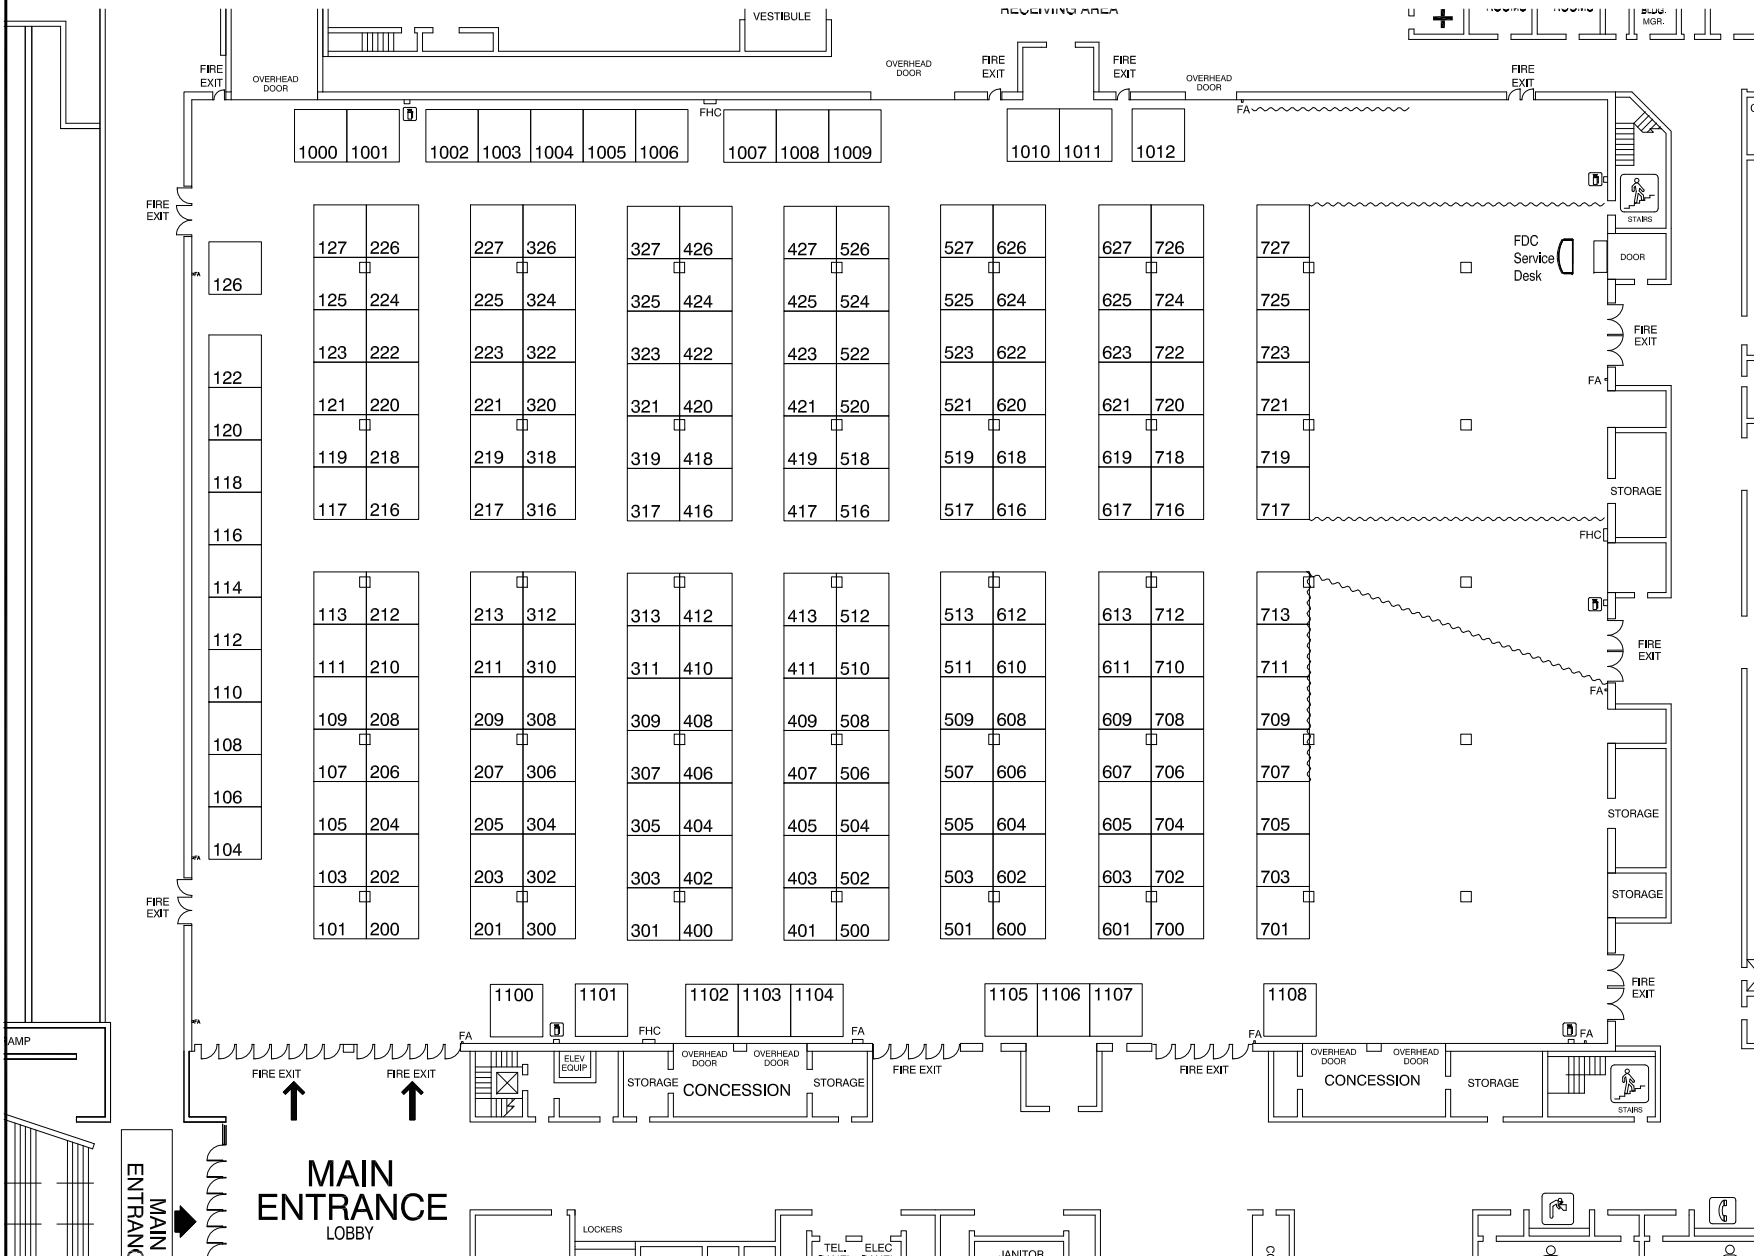 VESTIBULE
RECEIVING AREA
BLDG.
MGR.
FIRE
EXIT
OVERHEAD
DOOR
OVERHEAD
DOOR
FIRE
EXIT
FIRE
EXIT
OVERHEAD
DOOR
FIRE
EXIT
FHC
FA
1000 1001 1002 1003 1004 1005 1006 1007 1008 1009 1010 1011 1012
FIRE
EXIT
STAIRS
127 226 227 326 327 426 427 526 527 626 627 726 727
FDC
Service
Desk
DOOR
FA
126
125 224 225 324 325 424 425 524 525 624 625 724 725
FIRE
EXIT
123 222 223 322 323 422 423 522 523 622 623 722 723
122
FA
121 220 221 320 321 420 421 520 521 620 621 720 721
120
119 218 219 318 319 418 419 518 519 618 619 718 719
118
STORAGE
117 216 217 316 317 416 417 516 517 616 617 716 717
116
FHC
114
113 212 213 312 313 412 413 512 513 612 613 712 713
112
FIRE
EXIT
111 210 211 310 311 410 411 510 511 610 611 710 711
110
FA
109 208 209 308 309 408 409 508 509 608 609 708 709
108
107 206 207 306 307 406 407 506 507 606 607 706 707
106
STORAGE
105 204 205 304 305 404 405 504 505 604 605 704 705
104
FA
103 202 203 302 303 402 403 502 503 602 603 702 703
STORAGE
FIRE
EXIT
101 200 201 300 301 400 401 500 501 600 601 700 701
FIRE
EXIT
1100 1101 1102 1103 1104 1105 1106 1107 1108
FA
FA
FHC
FA
FA
FA
AMP
FIRE EXIT
FIRE EXIT
ELEV
EQUIP
OVERHEAD
DOOR
OVERHEAD
DOOR
STORAGE
CONCESSION
STORAGE
FIRE EXIT
FIRE EXIT
OVERHEAD
DOOR
OVERHEAD
DOOR
CONCESSION
STORAGE
STAIRS
MAIN
ENTRANCE
LOBBY
MAIN
LOCKERS
TEL.
ELEC
JANITOR